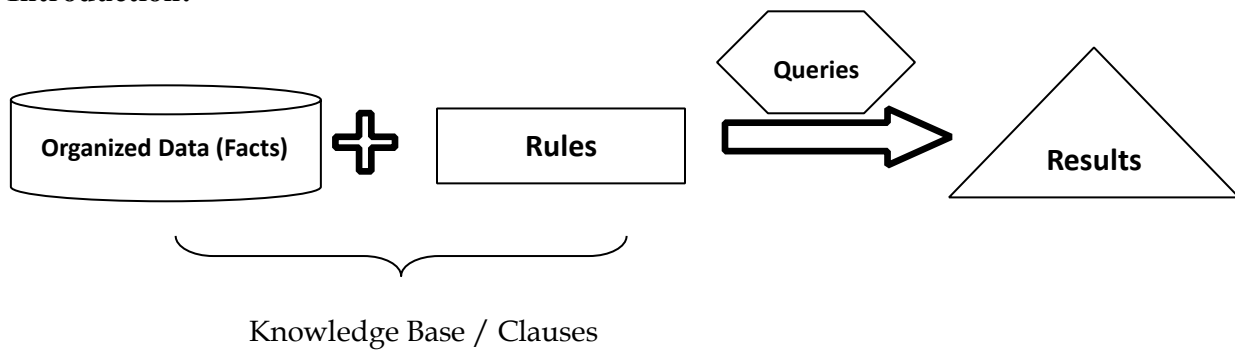 Queries
Organized Data (Facts)
Rules
Results
Knowledge Base / Clauses